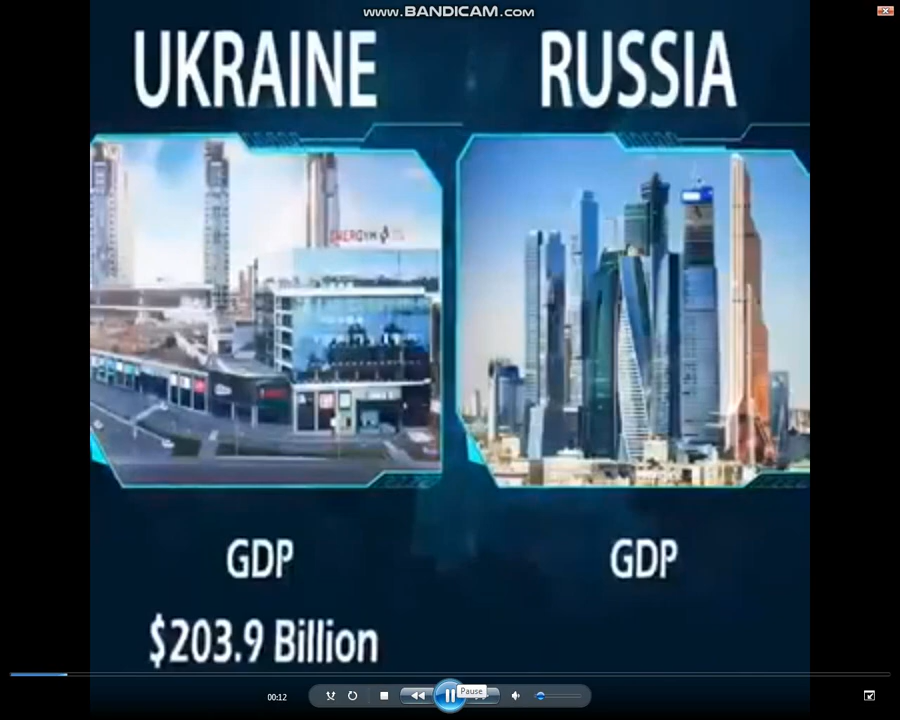 www.BANDICAM.com
UKRAINE
RUSSIA
GDP
GDP
$203.9 Billion
00:12
Pause